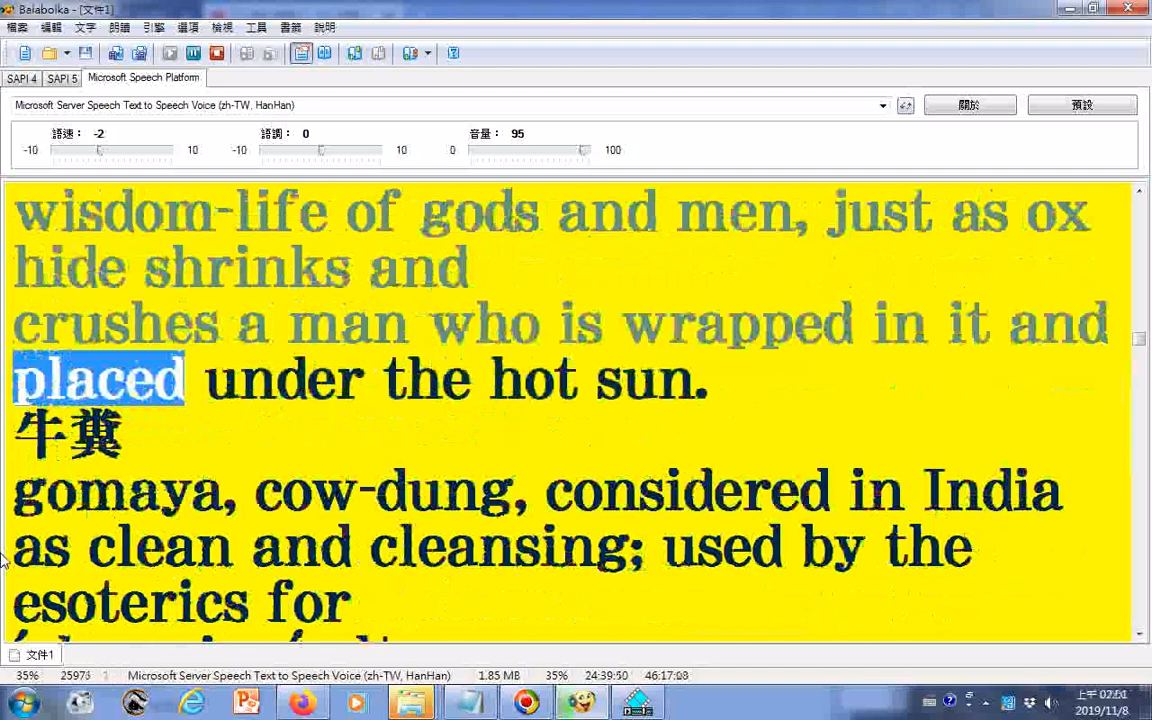 Balabolka - [文件1]
檔案 編輯 文字 朗讀 引擎 選項 檢視 工具 書籤 說明
SAPI 4 SAPI 5 Microsoft Speech Platform
Microsoft Server Speech Text to Speech Voice (zh-TW, HanHan) 關於 預設
語速： -2 語調： 0 音量： 95
-10 10 -10 10 0 100
wisdom-life of gods and men, just as ox
hide shrinks and
crushes a man who is wrapped in it and
placed under the hot sun.
牛糞
gomaya, cow-dung, considered in India
as clean and cleansing; used by the
esoterics for
文件1
35% Microsoft Server Speech Text to Speech Voice (zh-TW, HanHan) 1.85 MB 35% 24:39:50 46:17:08
上午 02:51
2019/11/8